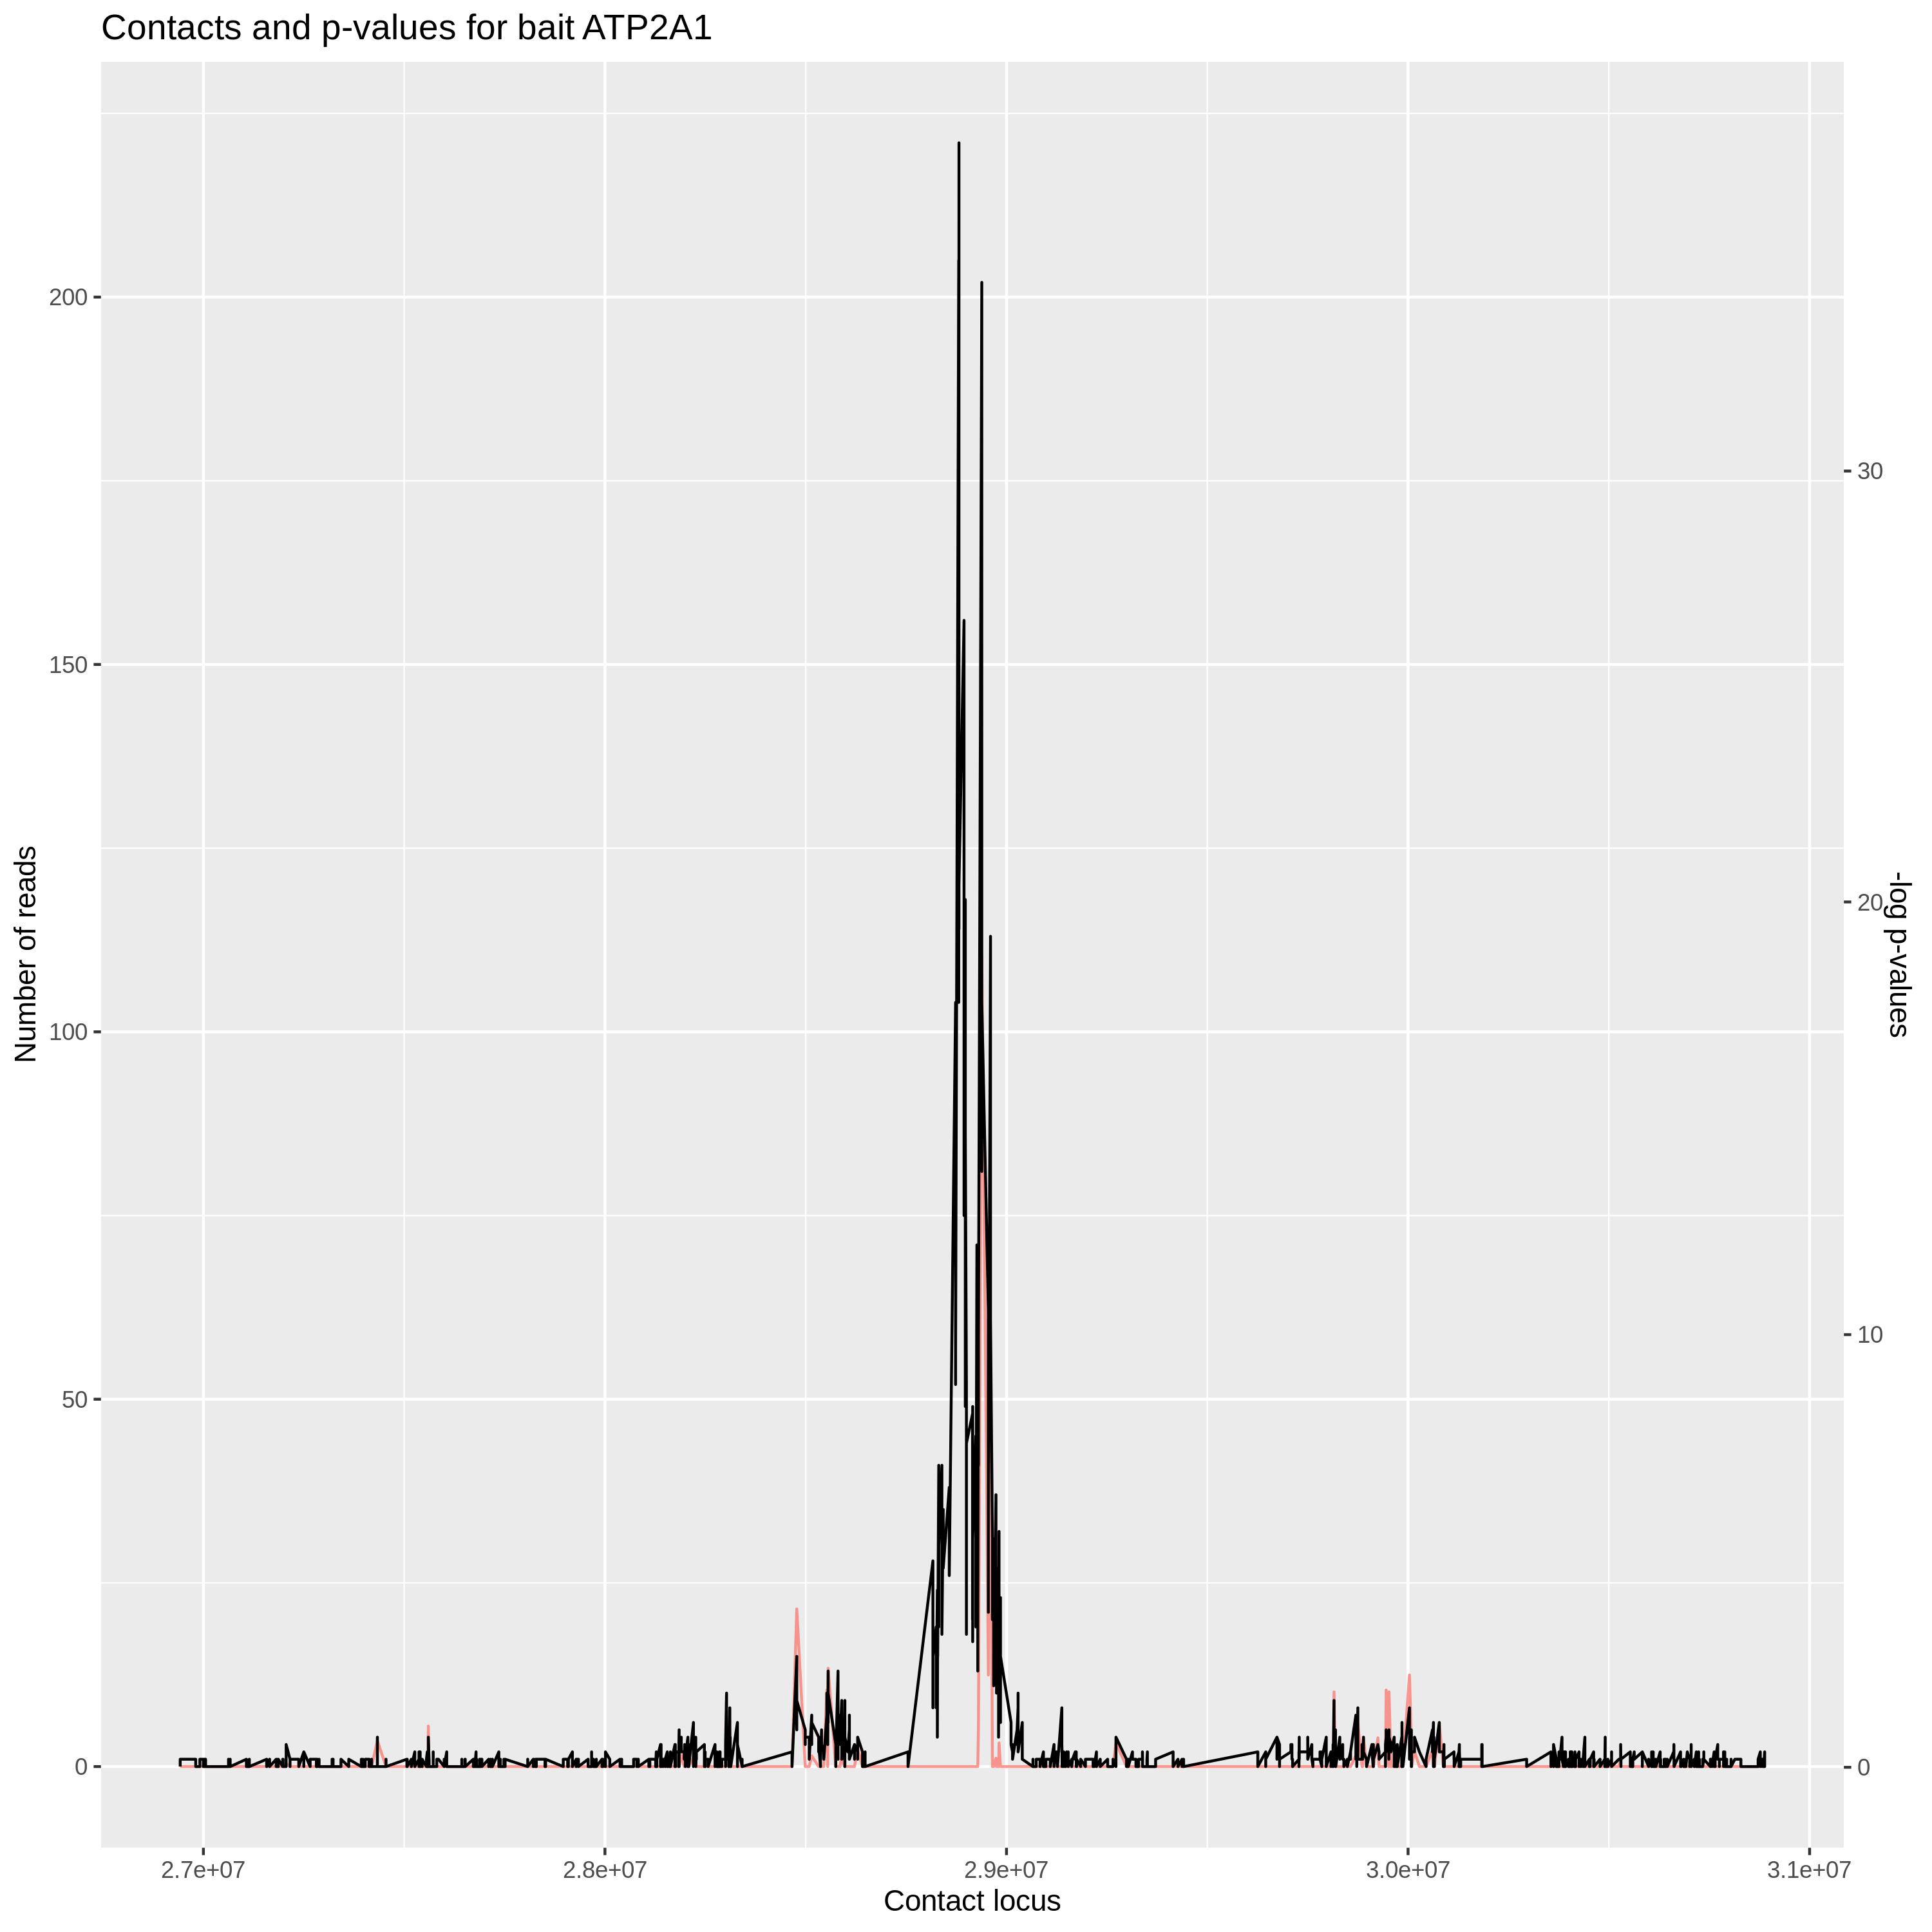 Contacts and p-values for bait ATP2A1
Number of reads
200
150
100
50
0
30
20
10
0
-log p-values
2.7e+07 2.8e+07 2.9e+07 3.0e+07 3.1e+07
Contact locus